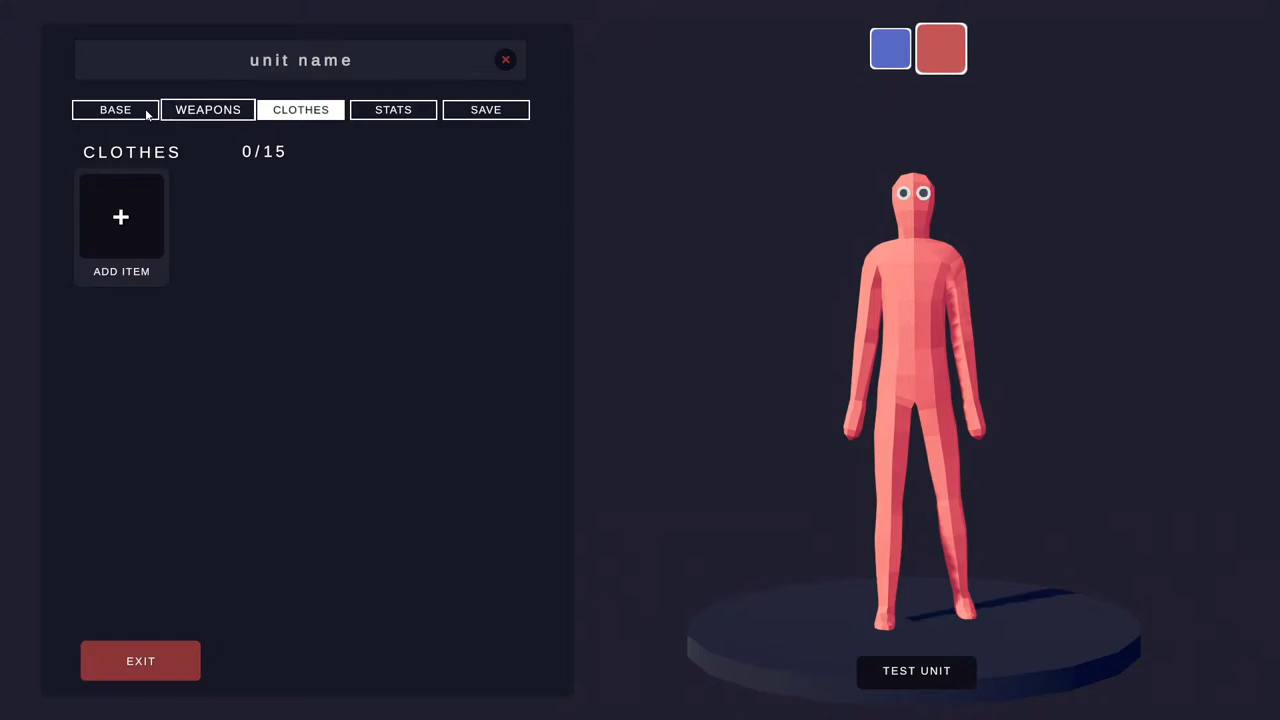 unit name
BASE WEAPONS CLOTHES STATS SAVE
CLOTHES 0/15
+
ADD ITEM
EXIT
TEST UNIT